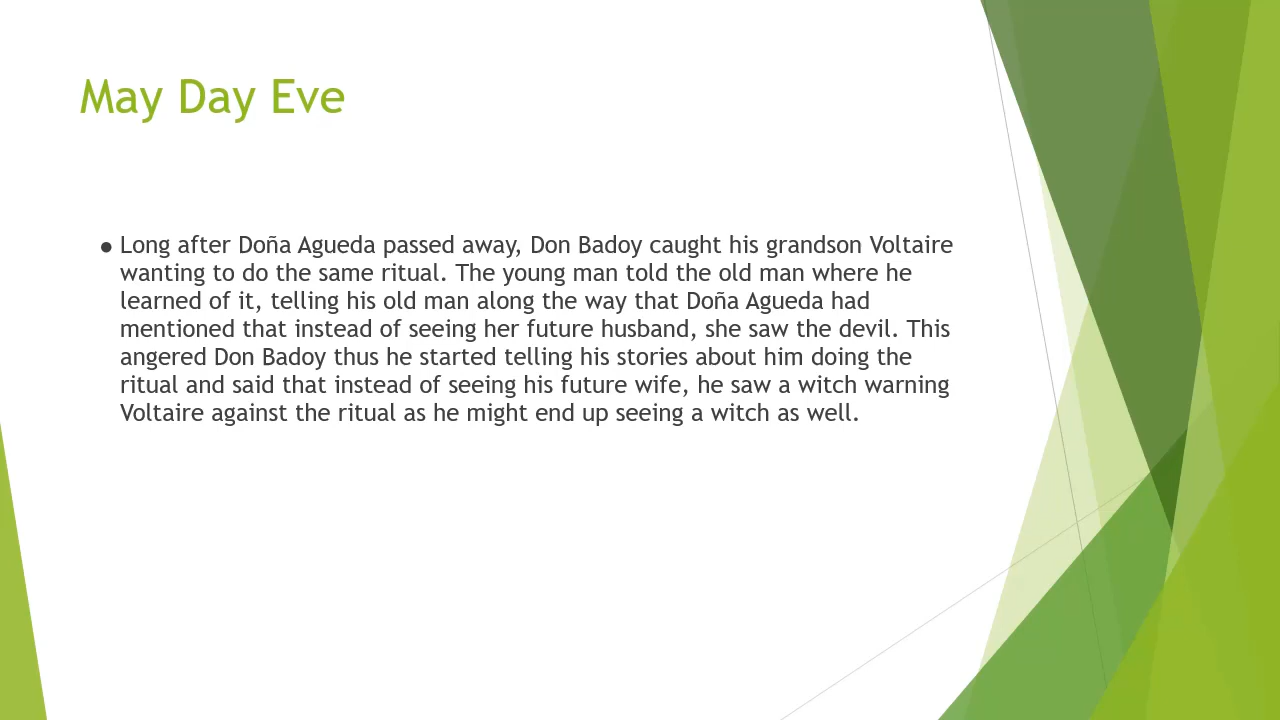 May Day Eve
● Long after Doña Agueda passed away, Don Badoy caught his grandson Voltaire
wanting to do the same ritual. The young man told the old man where he
learned of it, telling his old man along the way that Doña Agueda had
mentioned that instead of seeing her future husband, she saw the devil. This
angered Don Badoy thus he started telling his stories about him doing the
ritual and said that instead of seeing his future wife, he saw a witch warning
Voltaire against the ritual as he might end up seeing a witch as well.